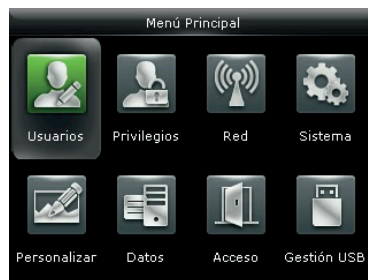 Menú Principal
Usuarios Privilegios Red Sistema
Personalizar Datos Acceso Gestión USB